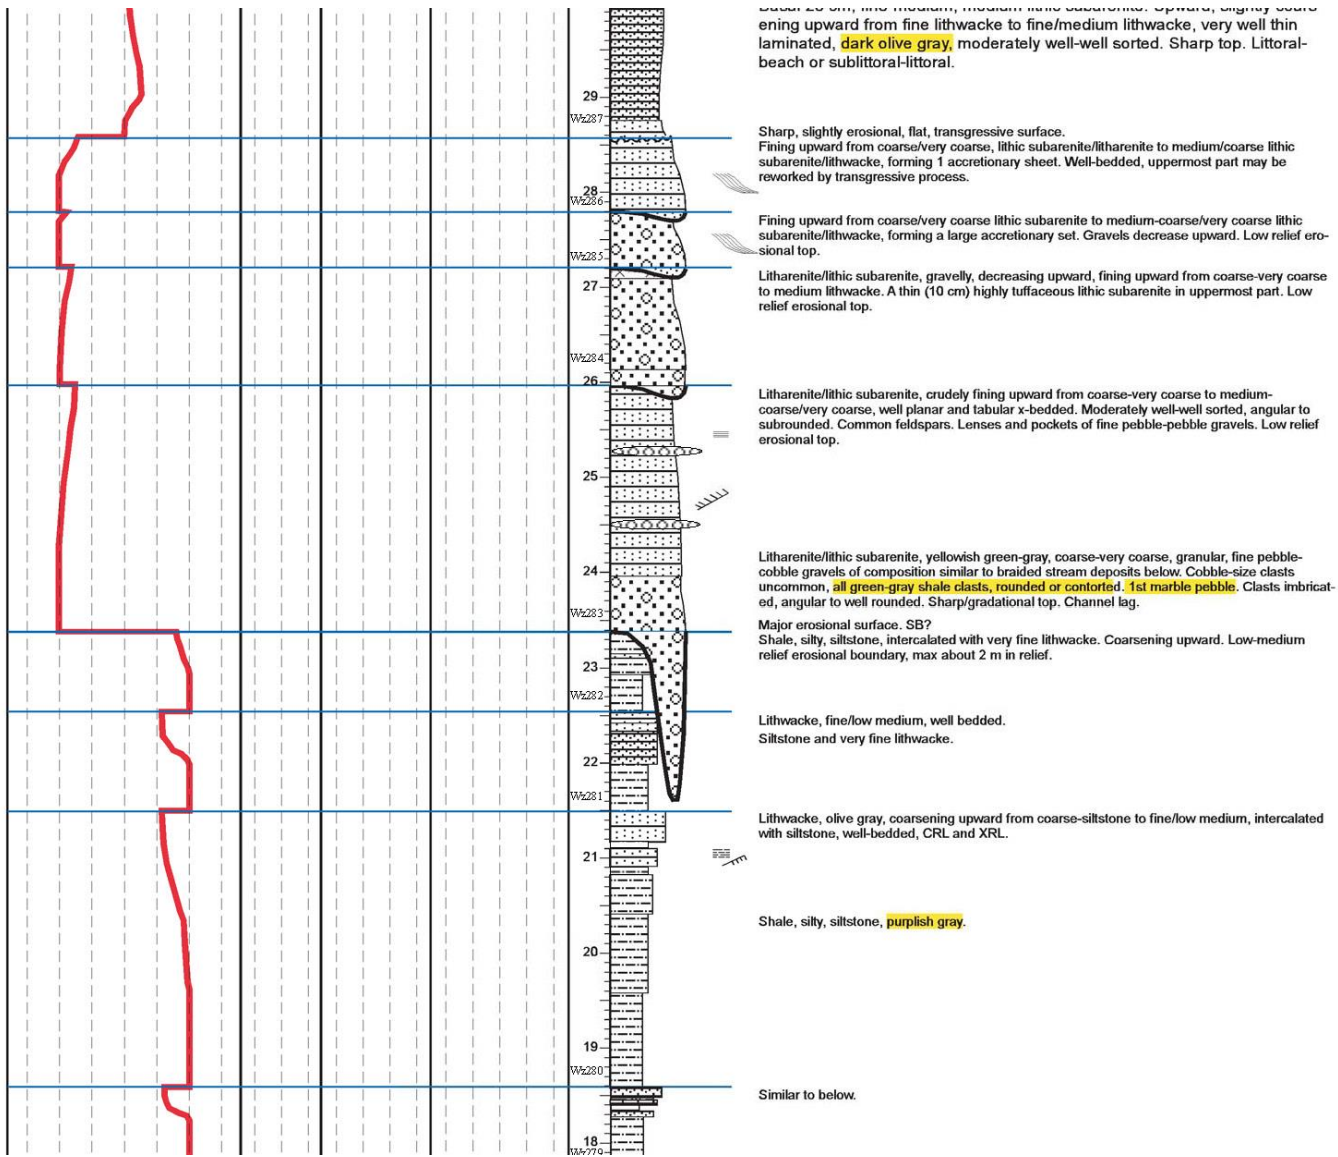 Basal 20 cm, fine-medium, medium lithic subarenite. Upward, slightly coars-
ening upward from fine lithwacke to fine/medium lithwacke, very well thin
laminated, dark olive gray, moderately well-well sorted. Sharp top. Littoral-
beach or sublittoral-littoral.
29
Wz287
Sharp, slightly erosional, flat, transgressive surface.
Fining upward from coarse/very coarse, lithic subarenite/litharenite to medium/coarse lithic
subarenite/lithwacke, forming 1 accretionary sheet. Well-bedded, uppermost part may be
reworked by transgressive process.
28
Wz286
Fining upward from coarse/very coarse lithic subarenite to medium-coarse/very coarse lithic
subarenite/lithwacke, forming a large accretionary set. Gravels decrease upward. Low relief ero-
sional top.
Wz285
27
Litharenite/lithic subarenite, gravelly, decreasing upward, fining upward from coarse-very coarse
to medium lithwacke. A thin (10 cm) highly tuffaceous lithic subarenite in uppermost part. Low
relief erosional top.
Wz284
26
Litharenite/lithic subarenite, crudely fining upward from coarse-very coarse to medium-
coarse/very coarse, well planar and tabular x-bedded. Moderately well-well sorted, angular to
subrounded. Common feldspars. Lenses and pockets of fine pebble-pebble gravels. Low relief
erosional top.
25
24
Litharenite/lithic subarenite, yellowish green-gray, coarse-very coarse, granular, fine pebble-
cobble gravels of composition similar to braided stream deposits below. Cobble-size clasts
uncommon, all green-gray shale clasts, rounded or contorted. 1st marble pebble. Clasts imbricat-
ed, angular to well rounded. Sharp/gradational top. Channel lag.
Wz283
Major erosional surface. SB?
Shale, silty, siltstone, intercalated with very fine lithwacke. Coarsening upward. Low-medium
relief erosional boundary, max about 2 m in relief.
23
Wz282
Lithwacke, fine/low medium, well bedded.
Siltstone and very fine lithwacke.
22
Wz281
Lithwacke, olive gray, coarsening upward from coarse-siltstone to fine/low medium, intercalated
with siltstone, well-bedded, CRL and XRL.
21
Shale, silty, siltstone, purplish gray.
20
19
Wz280
Similar to below.
18
Wz279